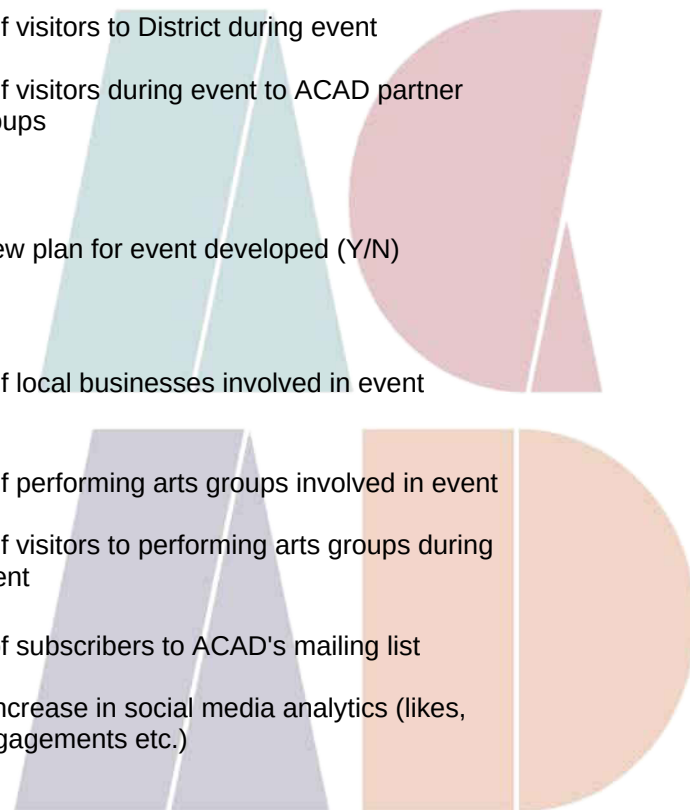 f visitors to District during event
f visitors during event to ACAD partner
oups
ew plan for event developed (Y/N)
f local businesses involved in event
f performing arts groups involved in event
f visitors to performing arts groups during
ent
f subscribers to ACAD's mailing list
ncrease in social media analytics (likes,
gagements etc.)